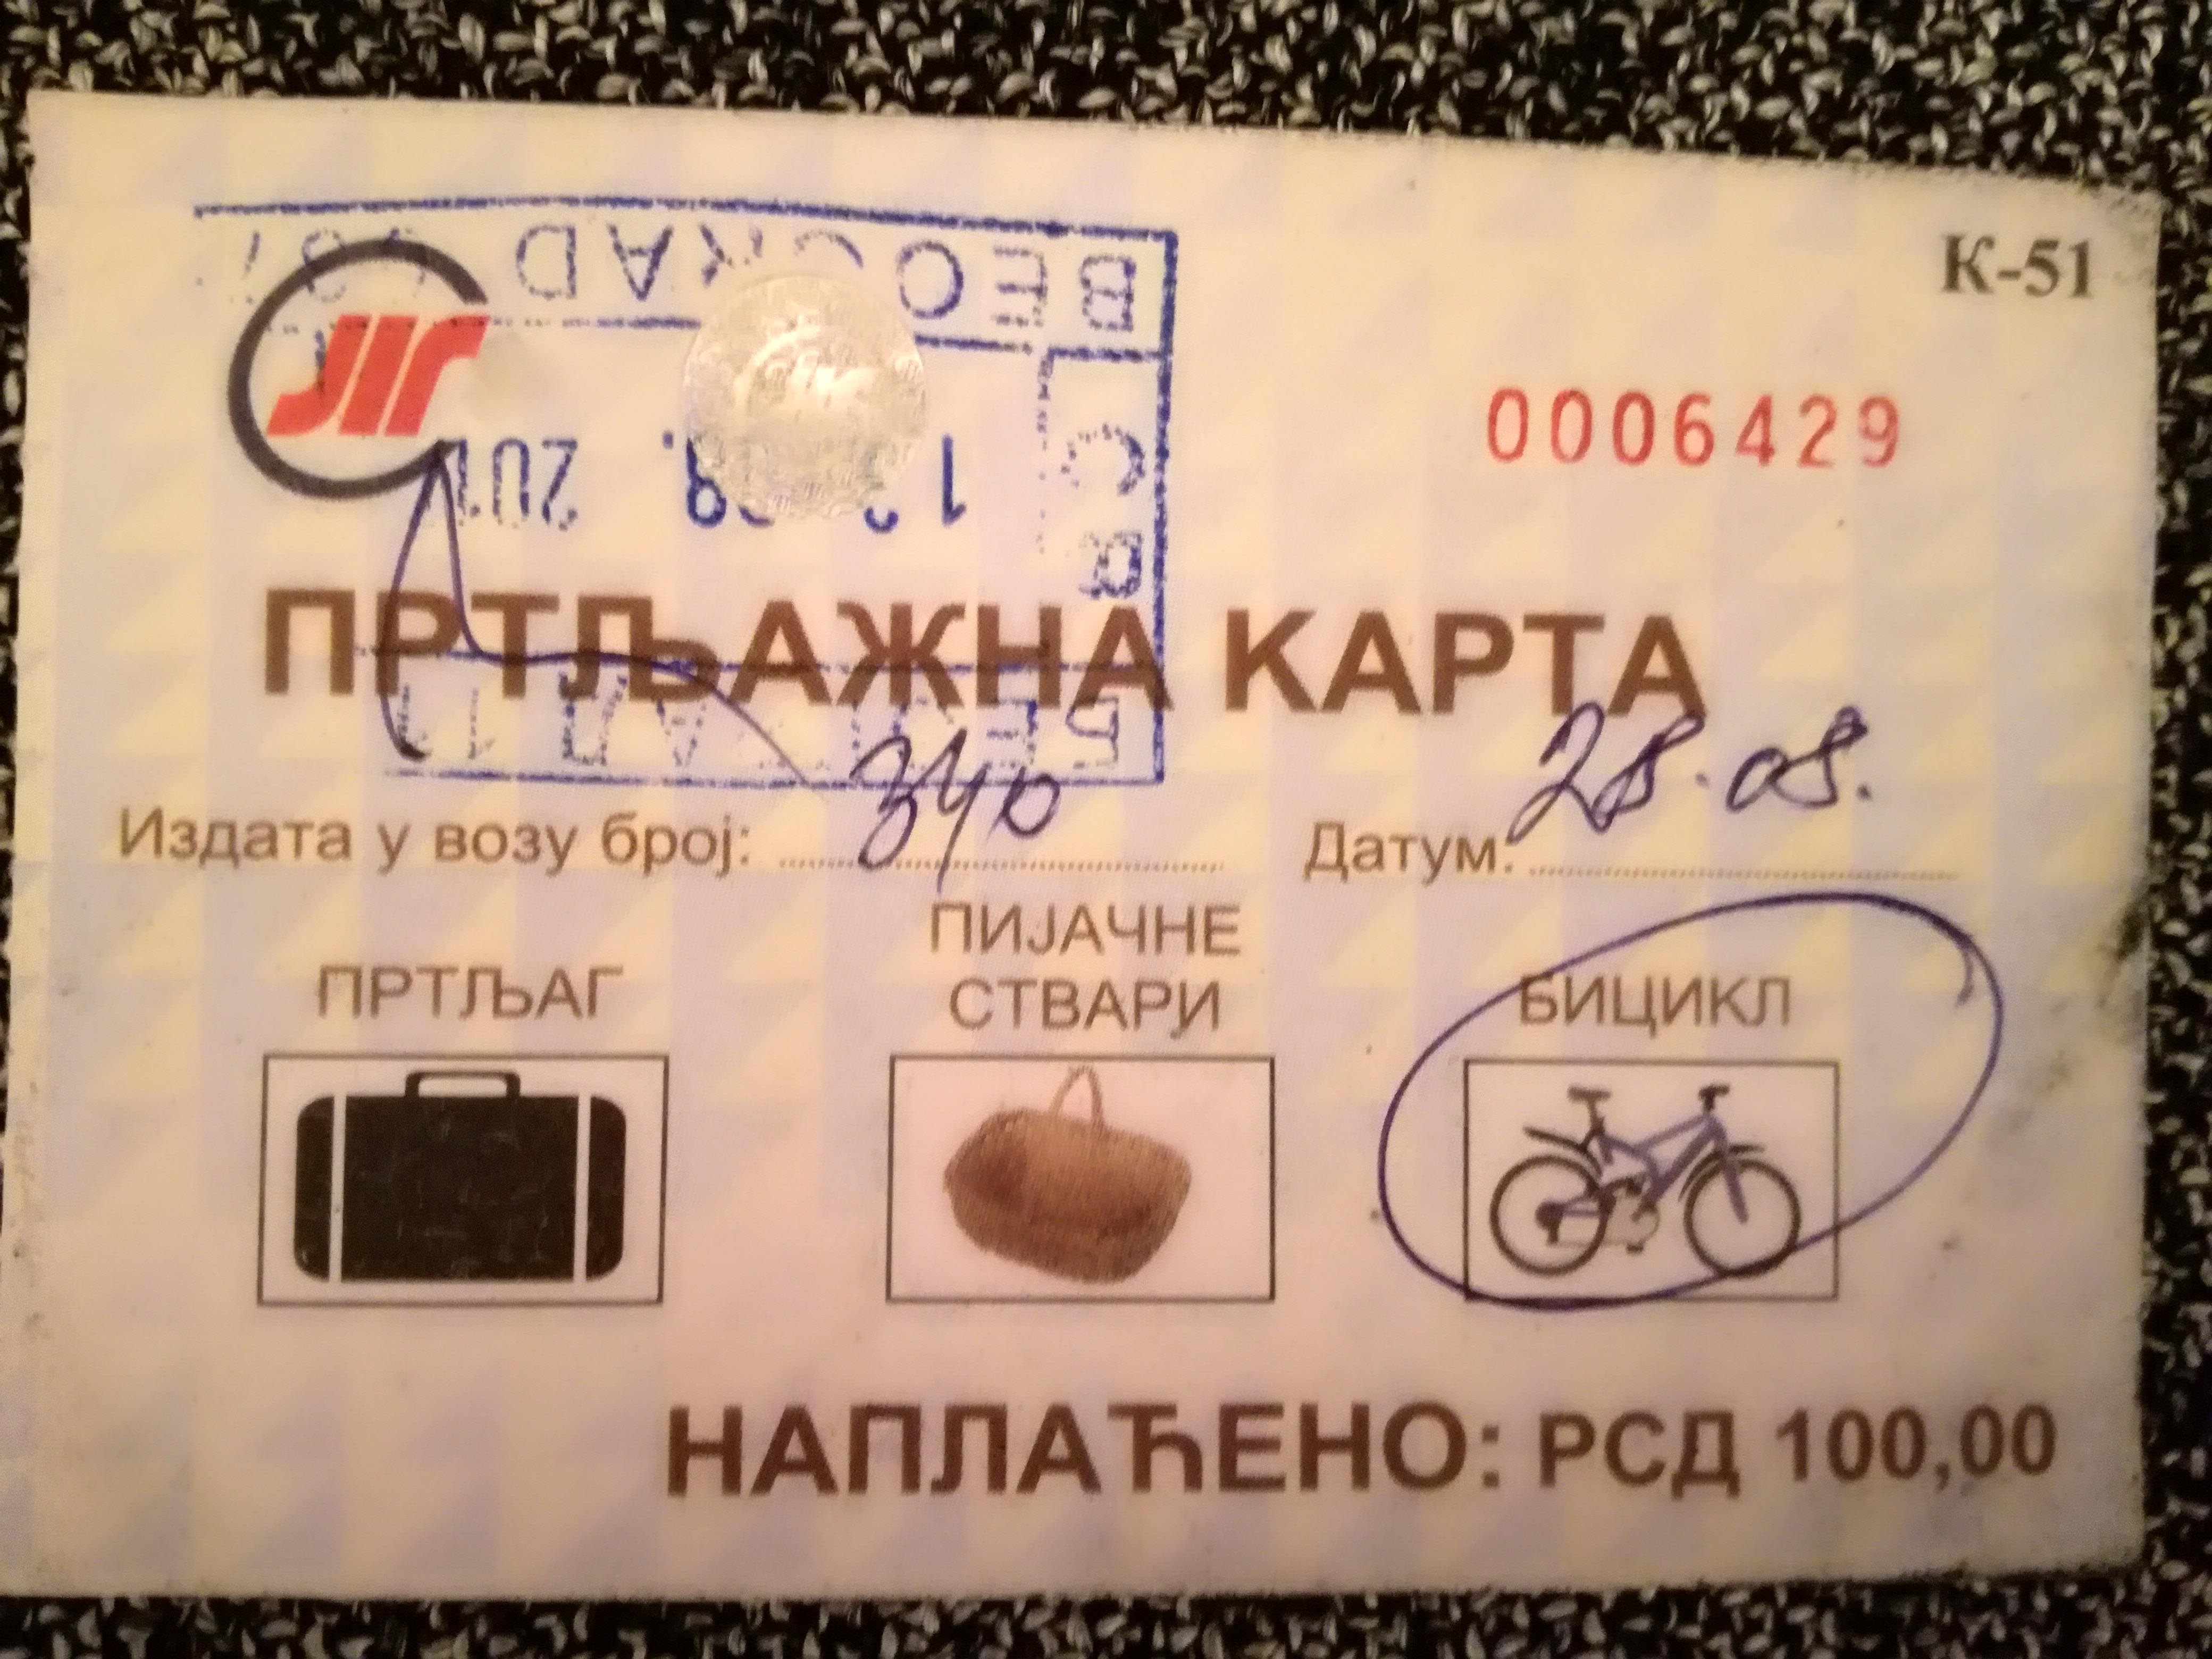 К-51
BEOGRAD
0006429
ПРТЉАЖНА КАРТА
Издата у возу број: 340 Датум: 28.08.
ПРТЉАГ
ПИЈАЧНЕ
СТВАРИ
БИЦИКЛ
НАПЛАЋЕНО: РСД 100,00